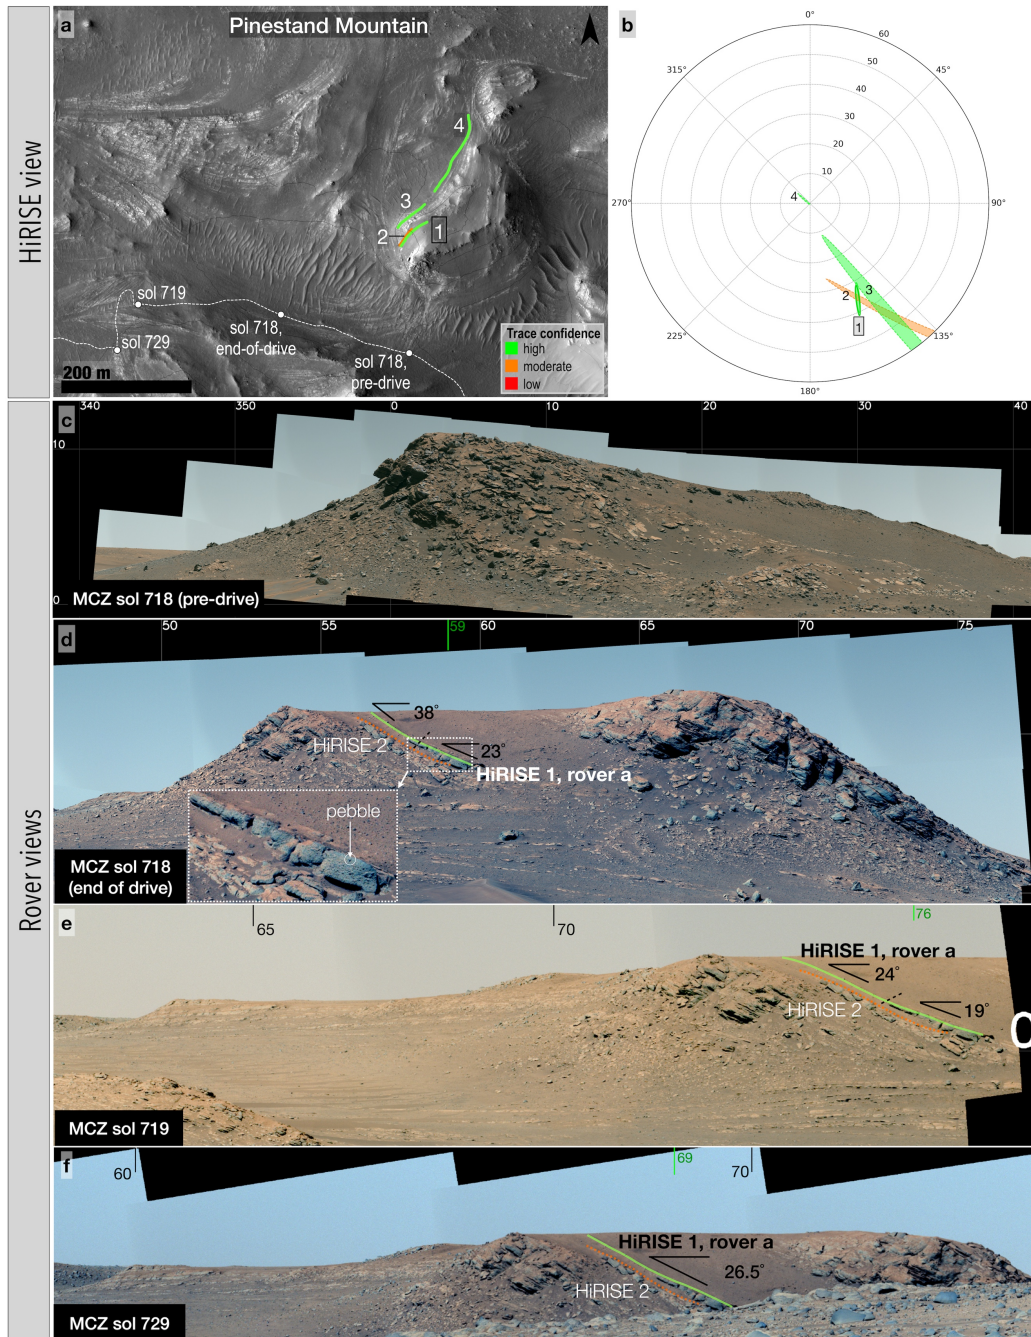 HiRISE view
a
Pinestand Mountain
4
3
2
1
sol 719
sol 718,
end-of-drive
sol 729
sol 718,
pre-drive
200 m
Trace confidence
high
moderate
low
b
0°
60
315°
50
45°
40
30
20
10
4
270°
90°
2
3
1
225°
135°
180°
Rover views
c
340
350
0
10
20
30
40
10
0
MCZ sol 718 (pre-drive)
d
50
55
59
60
65
70
75
38°
HiRISE 2
23°
HiRISE 1, rover a
pebble
MCZ sol 718
(end of drive)
e
65
70
76
HiRISE 1, rover a
24°
HiRISE 2
19°
0
MCZ sol 719
f
60
69
70
HiRISE 1, rover a
26.5°
HiRISE 2
MCZ sol 729